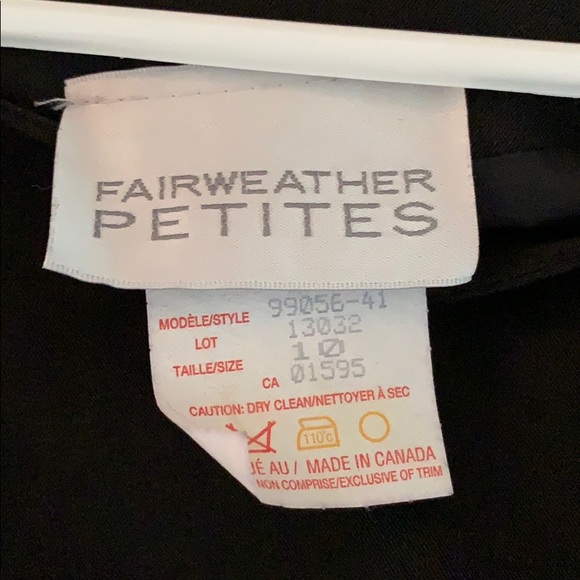 FAIRWEATHER
PETITES
MODÈLE/STYLE 99056-41
LOT 13032
TAILLE/SIZE 10
CA 01595
CAUTION: DRY CLEAN/NETTOYER À SEC
110°C
AU / MADE IN CANADA
NON COMPRISE/EXCLUSIVE OF TRIM